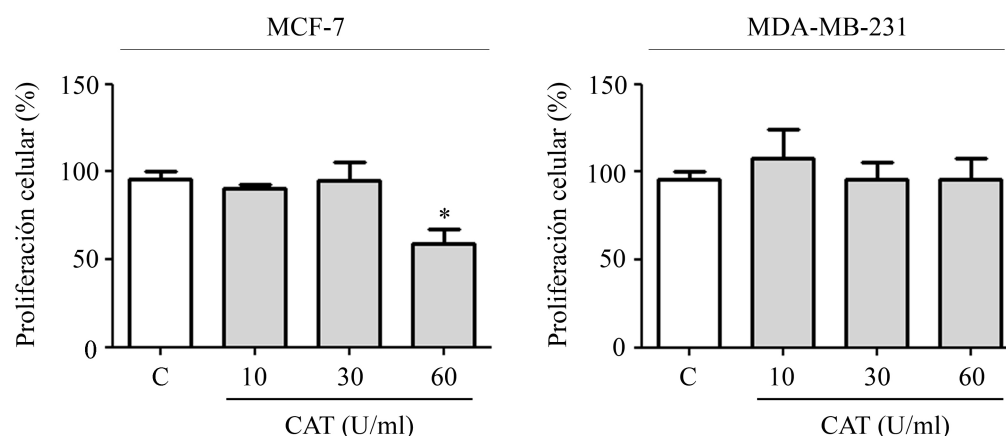 MCF-7
Proliferación celular (%)
150
100
50
0
*
C 10 30 60
CAT (U/ml)
MDA-MB-231
Proliferación celular (%)
150
100
50
0
C 10 30 60
CAT (U/ml)